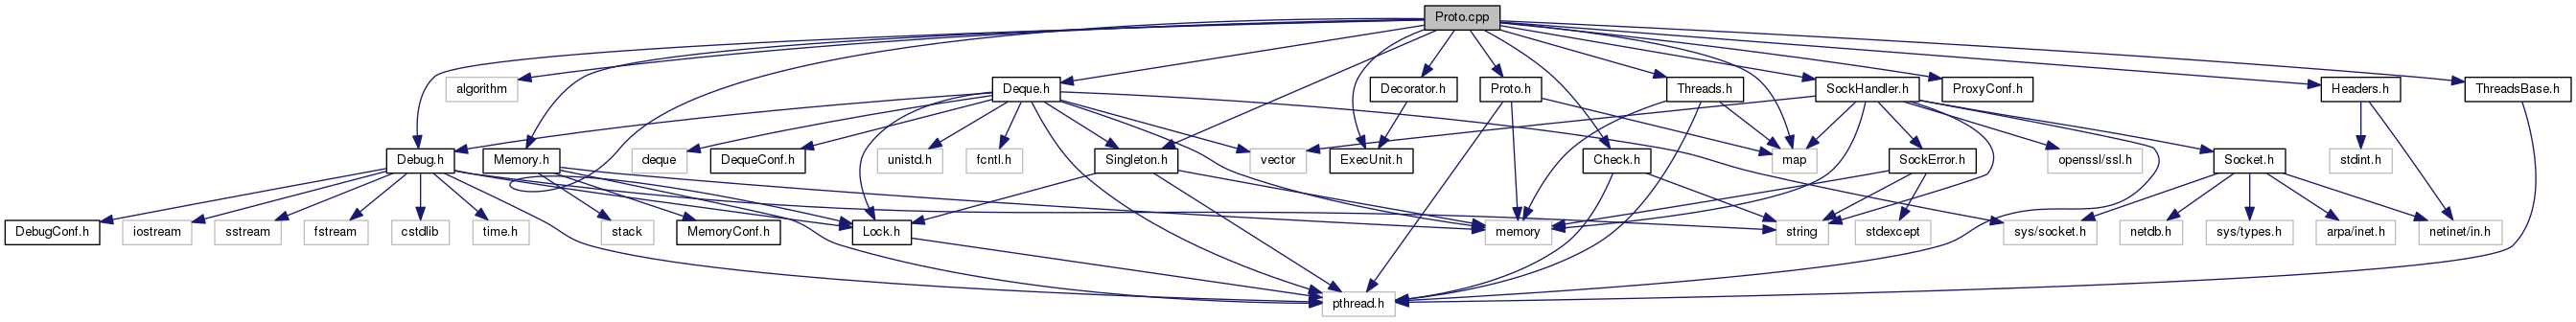 Proto.cpp
algorithm
Deque.h
Decorator.h
Proto.h
Threads.h
SockHandler.h
ProxyConf.h
Headers.h
ThreadsBase.h
Debug.h
Memory.h
deque
DequeConf.h
unistd.h
fcntl.h
Singleton.h
vector
ExecUnit.h
Check.h
map
SockError.h
openssl/ssl.h
Socket.h
stdint.h
DebugConf.h
iostream
sstream
fstream
cstdlib
time.h
stack
MemoryConf.h
Lock.h
memory
string
stdexcept
sys/socket.h
netdb.h
sys/types.h
arpa/inet.h
netinet/in.h
pthread.h